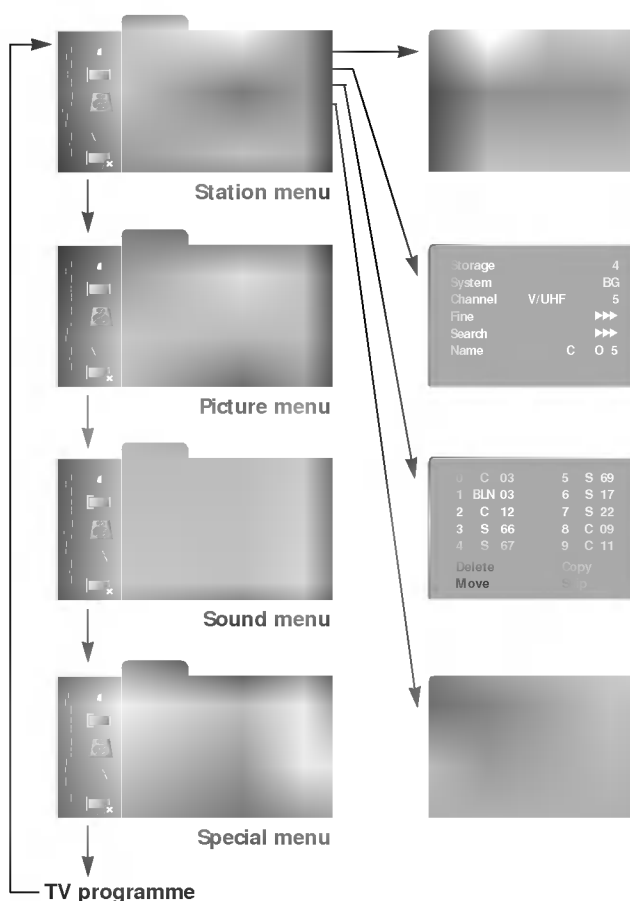 Station menu
Storage 4
System BG
Channel V/UHF 5
Fine ►►►
Search ►►►
Name C O 5
Picture menu
0 C 03 5 S 69
1 BLN 03 6 S 17
2 C 12 7 S 22
3 S 66 8 C 09
4 S 67 9 C 11
Delete Copy
Move Skip
Sound menu
Special menu
TV programme